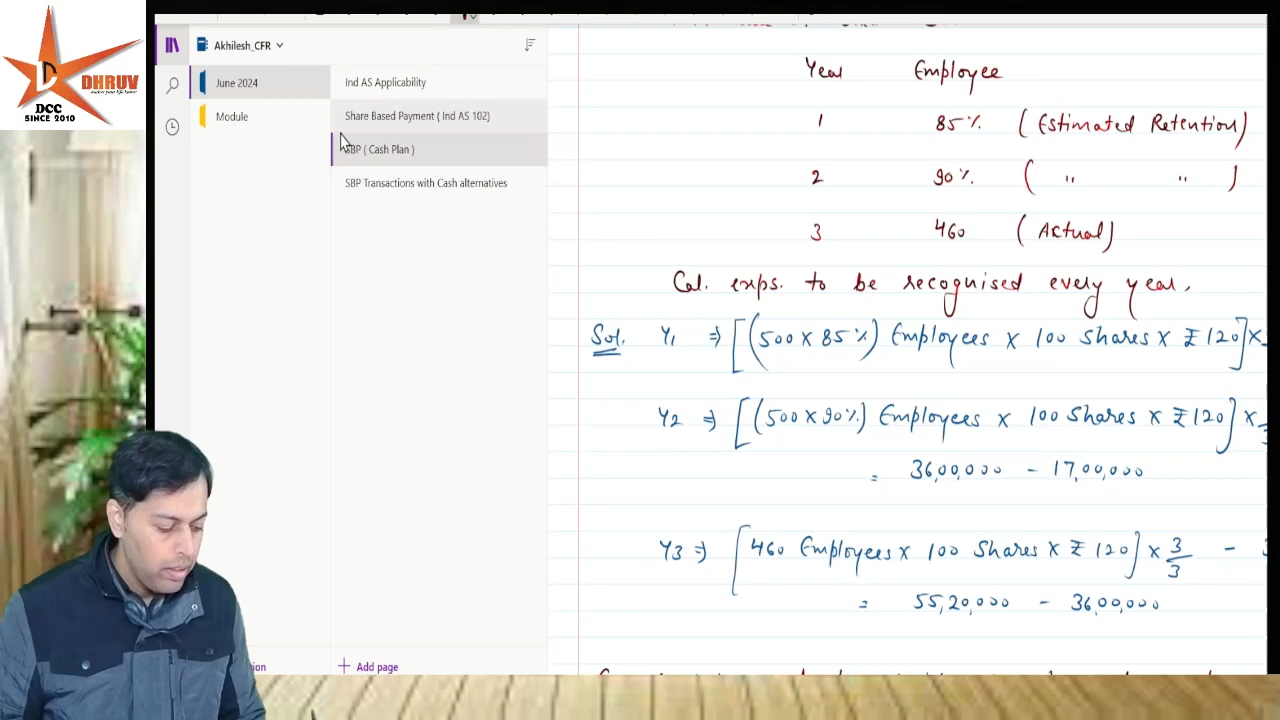 DHRUV
makes your life better
DCC
SINCE 2010
Akhilesh_CFR
June 2024
Module
Ind AS Applicability
Share Based Payment ( Ind AS 102)
SBP ( Cash Plan )
SBP Transactions with Cash alternatives
Add page
Year Employee
1 85% (Estimated Retention)
2 90% ( " " )
3 460 (Actual)
Cal. exps. to be recognised every year.
Sol. Y1 ⇒ [(500 x 85%) Employees x 100 Shares x ₹120] x
Y2 ⇒ [(500 x 90%) Employees x 100 Shares x ₹120] x
= 36,00,000 - 17,00,000
Y3 ⇒ [460 Employees x 100 Shares x ₹120] x 3/3 -
= 55,20,000 - 36,00,000